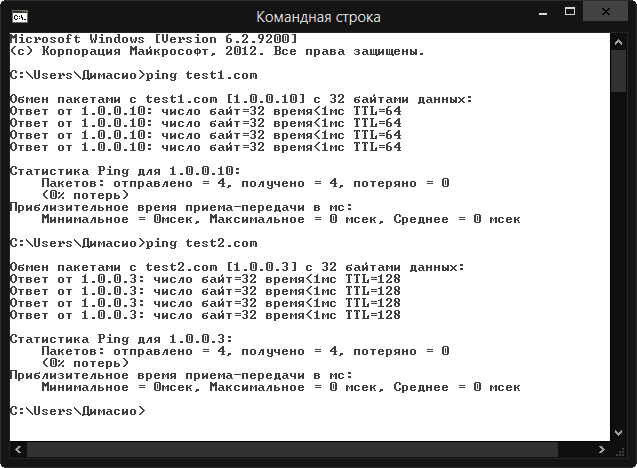 Командная строка
Microsoft Windows [Version 6.2.9200]
(c) Корпорация Майкрософт, 2012. Все права защищены.
C:\Users\Димасио>ping test1.com
Обмен пакетами с test1.com [1.0.0.10] с 32 байтами данных:
Ответ от 1.0.0.10: число байт=32 время<1мс TTL=64
Ответ от 1.0.0.10: число байт=32 время<1мс TTL=64
Ответ от 1.0.0.10: число байт=32 время<1мс TTL=64
Ответ от 1.0.0.10: число байт=32 время<1мс TTL=64
Статистика Ping для 1.0.0.10:
Пакетов: отправлено = 4, получено = 4, потеряно = 0
(0% потерь)
Приблизительное время приема-передачи в мс:
Минимальное = 0мсек, Максимальное = 0 мсек, Среднее = 0 мсек
C:\Users\Димасио>ping test2.com
Обмен пакетами с test2.com [1.0.0.3] с 32 байтами данных:
Ответ от 1.0.0.3: число байт=32 время<1мс TTL=128
Ответ от 1.0.0.3: число байт=32 время<1мс TTL=128
Ответ от 1.0.0.3: число байт=32 время<1мс TTL=128
Ответ от 1.0.0.3: число байт=32 время<1мс TTL=128
Статистика Ping для 1.0.0.3:
Пакетов: отправлено = 4, получено = 4, потеряно = 0
(0% потерь)
Приблизительное время приема-передачи в мс:
Минимальное = 0мсек, Максимальное = 0 мсек, Среднее = 0 мсек
C:\Users\Димасио>